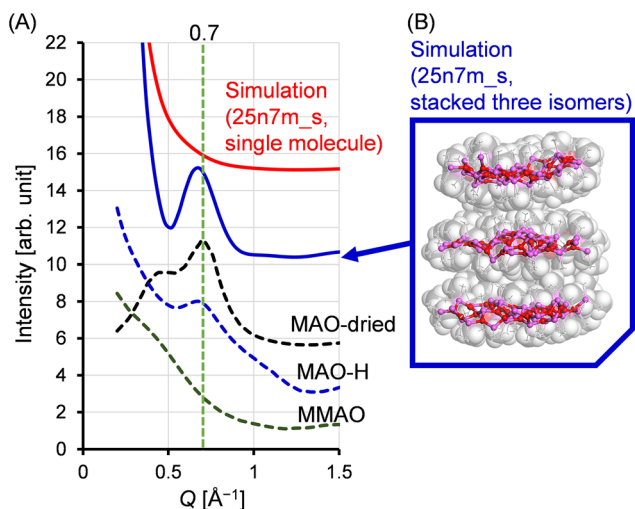 (A)
0.7
22
20
18
16
14
12
10
8
6
4
2
0
Intensity [arb. unit]
Simulation
(25n7m_s,
single molecule)
MAO-dried
MAO-H
MMAO
0
0.5
1
1.5
Q [Å⁻¹]
(B)
Simulation
(25n7m_s,
stacked three isomers)